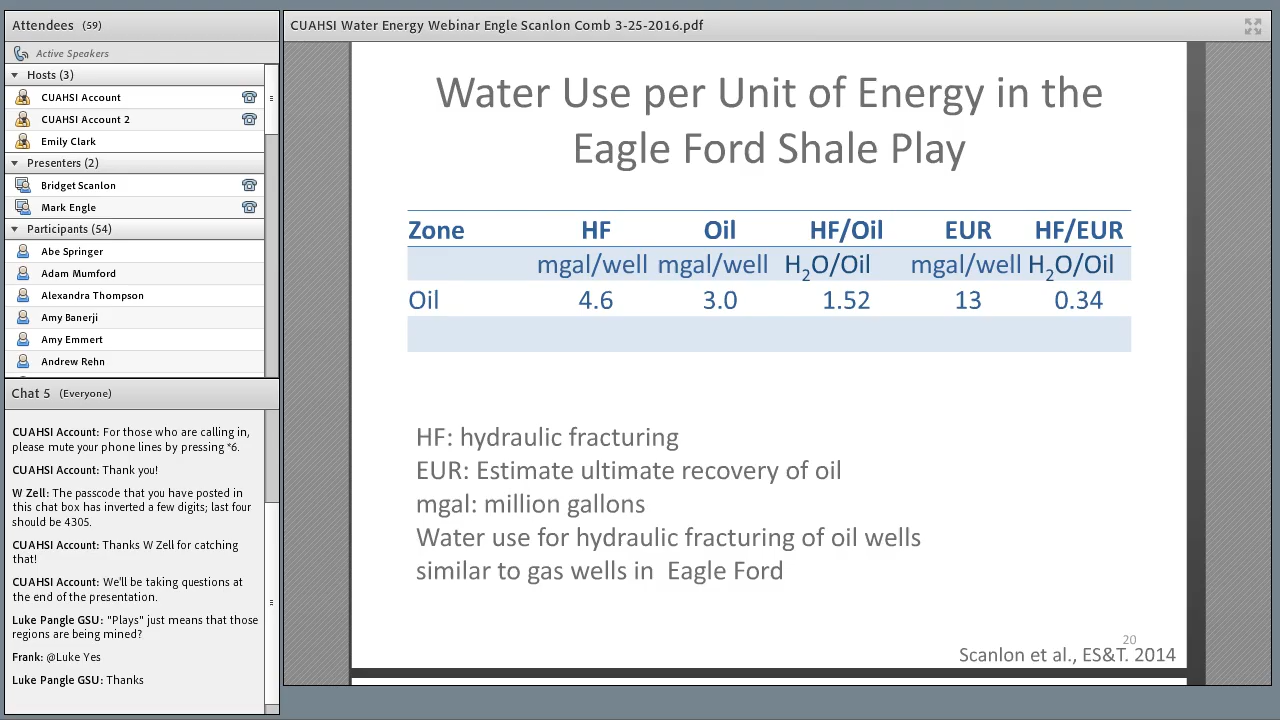 Attendees (59)
Active Speakers
Hosts (3)
CUAHSI Account
CUAHSI Account 2
Emily Clark
Presenters (2)
Bridget Scanlon
Mark Engle
Participants (54)
Abe Springer
Adam Mumford
Alexandra Thompson
Amy Banerji
Amy Emmert
Andrew Rehn
Chat 5 (Everyone)
CUAHSI Account: For those who are calling in,
please mute your phone lines by pressing *6.
CUAHSI Account: Thank you!
W Zell: The passcode that you have posted in
this chat box has inverted a few digits; last four
should be 4305.
CUAHSI Account: Thanks W Zell for catching
that!
CUAHSI Account: We'll be taking questions at
the end of the presentation.
Luke Pangle GSU: "Plays" just means that those
regions are being mined?
Frank: @Luke Yes
Luke Pangle GSU: Thanks
CUAHSI Water Energy Webinar Engle Scanlon Comb 3-25-2016.pdf
Water Use per Unit of Energy in the
Eagle Ford Shale Play
Zone HF Oil HF/Oil EUR HF/EUR
mgal/well mgal/well H2O/Oil mgal/well H2O/Oil
Oil 4.6 3.0 1.52 13 0.34
HF: hydraulic fracturing
EUR: Estimate ultimate recovery of oil
mgal: million gallons
Water use for hydraulic fracturing of oil wells
similar to gas wells in Eagle Ford
20
Scanlon et al., ES&T. 2014